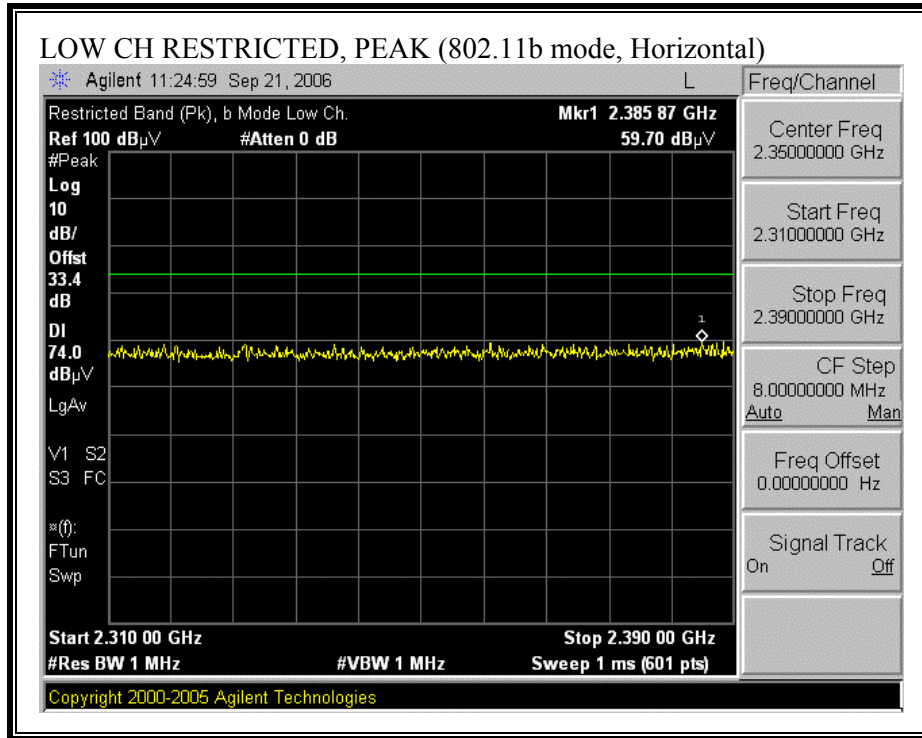 LOW CH RESTRICTED, PEAK (802.11b mode, Horizontal)
Agilent 11:24:59 Sep 21, 2006 L
Freq/Channel
Restricted Band (Pk), b Mode Low Ch.
Mkr1 2.385 87 GHz
Ref 100 dBµV #Atten 0 dB 59.70 dBµV
#Peak
Log
10
dB/
Offst
33.4
dB
DI
74.0
dBµV
LgAv
V1 S2
S3 FC
¤(f):
FTun
Swp
1
Start 2.310 00 GHz Stop 2.390 00 GHz
#Res BW 1 MHz #VBW 1 MHz Sweep 1 ms (601 pts)
Copyright 2000-2005 Agilent Technologies
Center Freq
2.35000000 GHz
Start Freq
2.31000000 GHz
Stop Freq
2.39000000 GHz
CF Step
8.00000000 MHz
Auto Man
Freq Offset
0.00000000 Hz
Signal Track
On Off